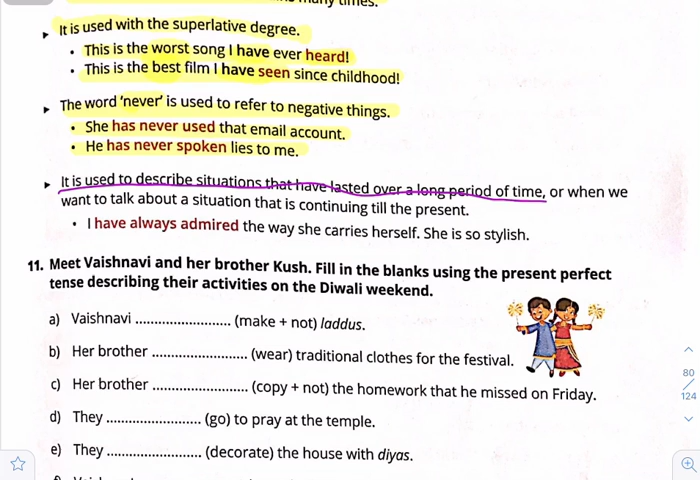 many times.
▸ It is used with the superlative degree.
• This is the worst song I have ever heard!
• This is the best film I have seen since childhood!
▸ The word ‘never’ is used to refer to negative things.
• She has never used that email account.
• He has never spoken lies to me.
▸ It is used to describe situations that have lasted over a long period of time, or when we
want to talk about a situation that is continuing till the present.
• I have always admired the way she carries herself. She is so stylish.
11. Meet Vaishnavi and her brother Kush. Fill in the blanks using the present perfect
tense describing their activities on the Diwali weekend.
a) Vaishnavi .......................... (make + not) laddus.
b) Her brother .......................... (wear) traditional clothes for the festival.
c) Her brother .......................... (copy + not) the homework that he missed on Friday.
d) They .......................... (go) to pray at the temple.
e) They .......................... (decorate) the house with diyas.
80
124